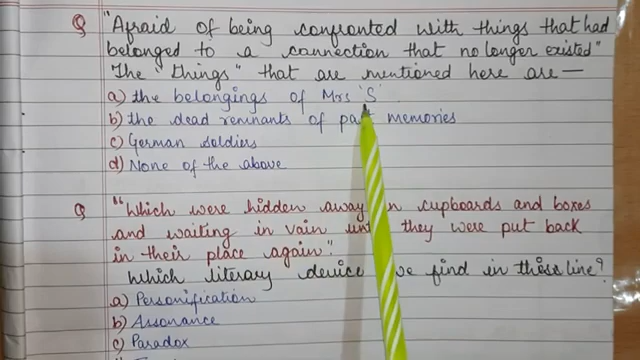 Q "Afraid of being confronted with things that had
belonged to a connection that no longer existed"
The "things" that are mentioned here are —
a) the belongings of Mrs 'S'.
b) the dead remnants of past memories
c) German soldiers
d) None of the above
Q "Which were hidden away in cupboards and boxes
and waiting in vain until they were put back
in their place again".
Which literary device we find in these line?
a) Personification
b) Assonance
c) Paradox